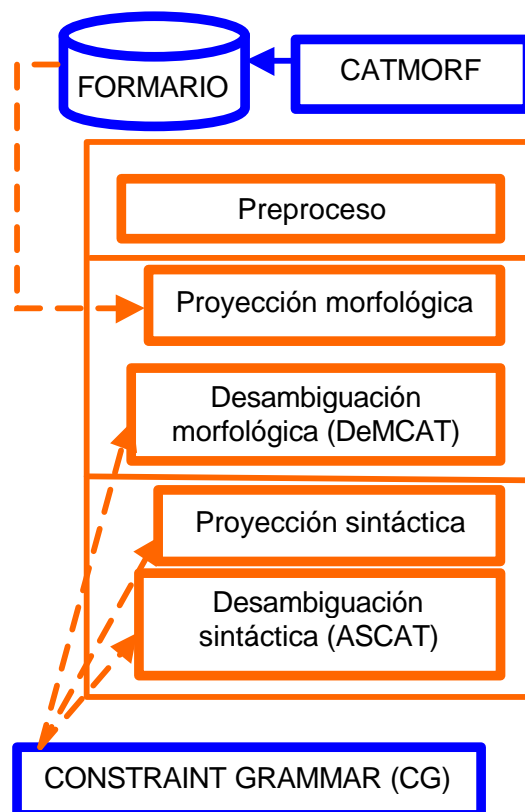 FORMARIO
CATMORF
Preproceso
Proyección morfológica
Desambiguación
morfológica (DeMCAT)
Proyección sintáctica
Desambiguación
sintáctica (ASCAT)
CONSTRAINT GRAMMAR (CG)